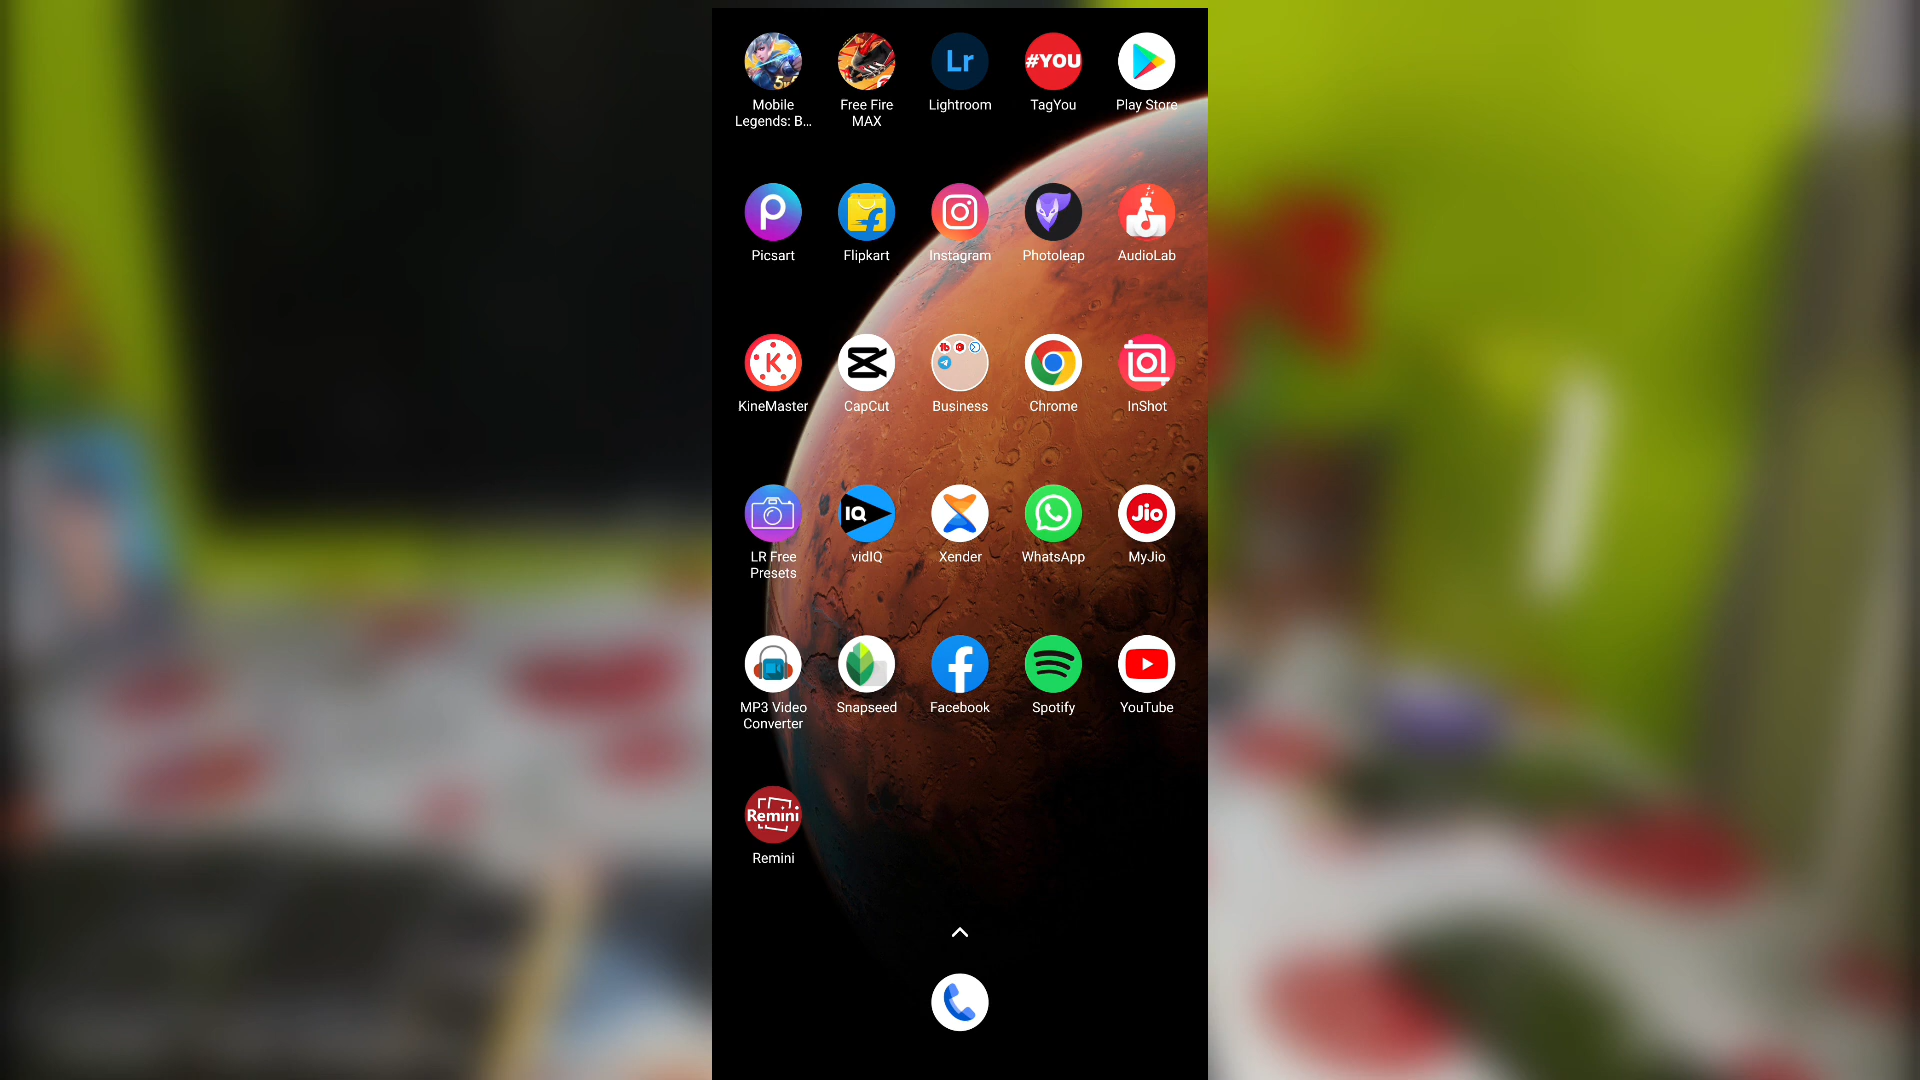 5v5
Mobile
Legends: B...
Free Fire
MAX
Lr
Lightroom
#YOU
TagYou
Play Store
Picsart
Flipkart
Instagram
Photoleap
AudioLab
K
KineMaster
CapCut
Business
Chrome
InShot
LR Free
Presets
IQ
vidIQ
Xender
WhatsApp
Jio
MyJio
MP3 Video
Converter
Snapseed
Facebook
Spotify
YouTube
Remini
Remini